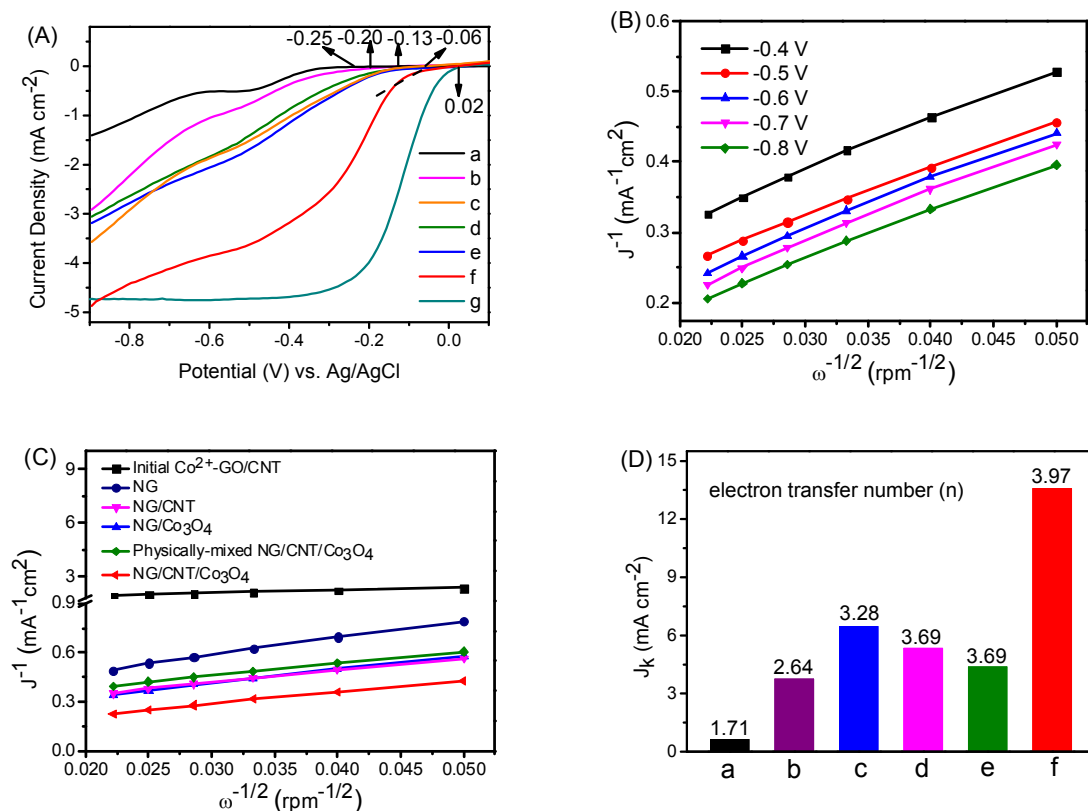 (A)
-0.25
-0.20
-0.13
-0.06
0.02
0
-1
-2
-3
-4
-5
Current Density (mA cm-2)
a
b
c
d
e
f
g
-0.8
-0.6
-0.4
-0.2
0.0
Potential (V) vs. Ag/AgCl
(B)
0.6
0.5
0.4
0.3
0.2
J-1 (mA-1cm2)
-0.4 V
-0.5 V
-0.6 V
-0.7 V
-0.8 V
0.020
0.025
0.030
0.035
0.040
0.045
0.050
ω-1/2 (rpm-1/2)
(C)
9
6
3
0.9
0.6
0.3
0.0
J-1 (mA-1cm2)
Initial Co2+-GO/CNT
NG
NG/CNT
NG/Co3O4
Physically-mixed NG/CNT/Co3O4
NG/CNT/Co3O4
0.020
0.025
0.030
0.035
0.040
0.045
0.050
ω-1/2 (rpm-1/2)
(D)
15
12
9
6
3
0
Jk (mA cm-2)
electron transfer number (n)
1.71
2.64
3.28
3.69
3.69
3.97
a
b
c
d
e
f